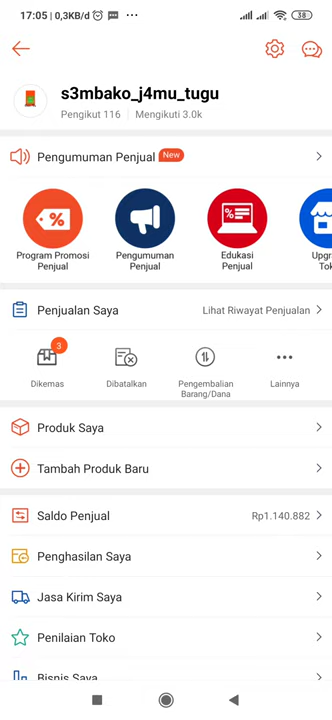 17:05 | 0,3KB/d
38
s3mbako_j4mu_tugu
Pengikut 116 | Mengikuti 3.0k
Pengumuman Penjual New
Program Promosi
Penjual
Pengumuman
Penjual
Edukasi
Penjual
Upgr
Tok
Penjualan Saya Lihat Riwayat Penjualan
3
Dikemas
Dibatalkan
Pengembalian
Barang/Dana
Lainnya
Produk Saya
Tambah Produk Baru
Saldo Penjual Rp1.140.882
Penghasilan Saya
Jasa Kirim Saya
Penilaian Toko
Bisnis Saya